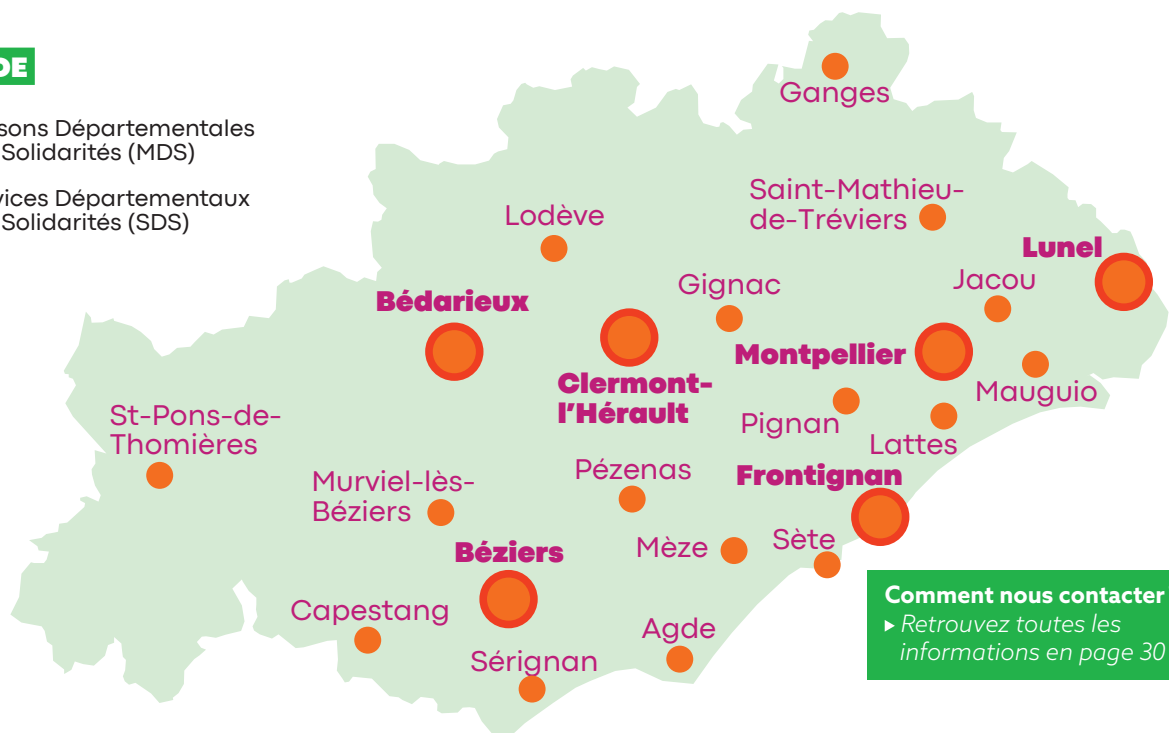 DE
sons Départementales
Solidarités (MDS)
vices Départementaux
Solidarités (SDS)
Ganges
Saint-Mathieu-
de-Tréviers
Lodève
Lunel
Gignac
Jacou
Bédarieux
Montpellier
Clermont-
l'Hérault
Mauguio
St-Pons-de-
Thomières
Pignan
Lattes
Murviel-lès-
Béziers
Pézenas
Frontignan
Béziers
Mèze
Sète
Capestang
Agde
Sérignan
Comment nous contacter
▸ Retrouvez toutes les
informations en page 30